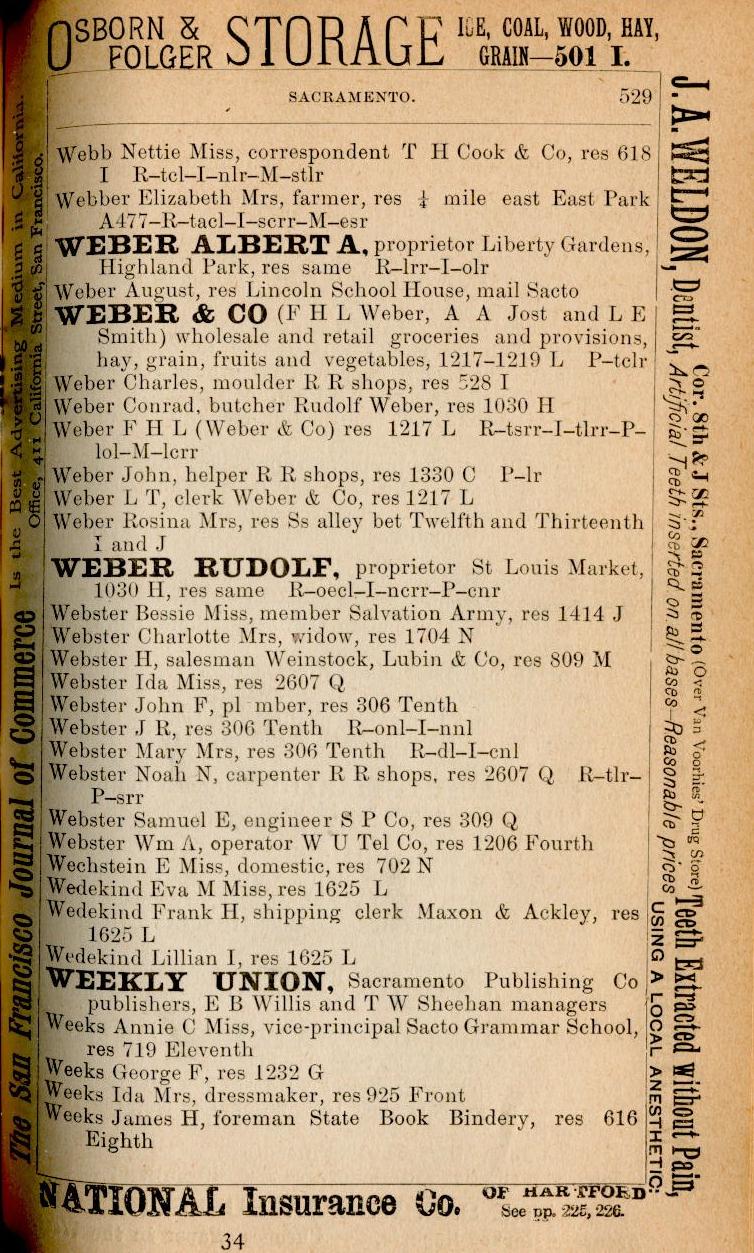 OSBORN & FOLGER STORAGE ICE, COAL, WOOD, HAY, GRAIN—501 I.
SACRAMENTO. 529
Webb Nettie Miss, correspondent T H Cook & Co, res 618
I R–tcl–I–nlr–M–stlr
Webber Elizabeth Mrs, farmer, res ¼ mile east East Park
A477–R–tacl–I–scrr–M–esr
WEBER ALBERT A, proprietor Liberty Gardens,
Highland Park, res same R–lrr–I–olr
Weber August, res Lincoln School House, mail Sacto
WEBER & CO (F H L Weber, A A Jost and L E
Smith) wholesale and retail groceries and provisions,
hay, grain, fruits and vegetables, 1217–1219 L P–tclr
Weber Charles, moulder R R shops, res 528 I
Weber Conrad, butcher Rudolf Weber, res 1030 H
Weber F H L (Weber & Co) res 1217 L R–tsrr–I–tlrr–P–
lol–M–lcrr
Weber John, helper R R shops, res 1330 C P–lr
Weber L T, clerk Weber & Co, res 1217 L
Weber Rosina Mrs, res Ss alley bet Twelfth and Thirteenth
I and J
WEBER RUDOLF, proprietor St Louis Market,
1030 H, res same R–oecl–I–ncrr–P–cnr
Webster Bessie Miss, member Salvation Army, res 1414 J
Webster Charlotte Mrs, widow, res 1704 N
Webster H, salesman Weinstock, Lubin & Co, res 809 M
Webster Ida Miss, res 2607 Q
Webster John F, pl mber, res 306 Tenth
Webster J R, res 306 Tenth R–onl–I–nnl
Webster Mary Mrs, res 306 Tenth R–dl–I–cnl
Webster Noah N, carpenter R R shops, res 2607 Q R–tlr–
P–srr
Webster Samuel E, engineer S P Co, res 309 Q
Webster Wm A, operator W U Tel Co, res 1206 Fourth
Wechstein E Miss, domestic, res 702 N
Wedekind Eva M Miss, res 1625 L
Wedekind Frank H, shipping clerk Maxon & Ackley, res
1625 L
Wedekind Lillian I, res 1625 L
WEEKLY UNION, Sacramento Publishing Co
publishers, E B Willis and T W Sheehan managers
Weeks Annie C Miss, vice-principal Sacto Grammar School,
res 719 Eleventh
Weeks George F, res 1232 G
Weeks Ida Mrs, dressmaker, res 925 Front
Weeks James H, foreman State Book Bindery, res 616
Eighth
NATIONAL Insurance Co. OF HARTFORD See pp. 225, 226.
34
The San Francisco Journal of Commerce Is the Best Advertising Medium in California.
Office, 411 California Street, San Francisco.
J. A. WELDON, Dentist, Cor. 8th & J Sts., Sacramento (Over Van Voorhies' Drug Store) Teeth Extracted without Pain,
Artificial Teeth inserted on all bases—Reasonable prices USING A LOCAL ANESTHETIC.